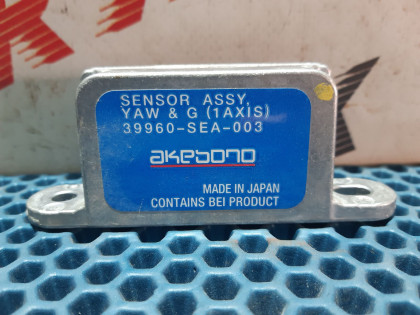 SENSOR ASSY,
YAW & G (1AXIS)
39960-SEA-003
akebono
MADE IN JAPAN
CONTAINS BEI PRODUCT